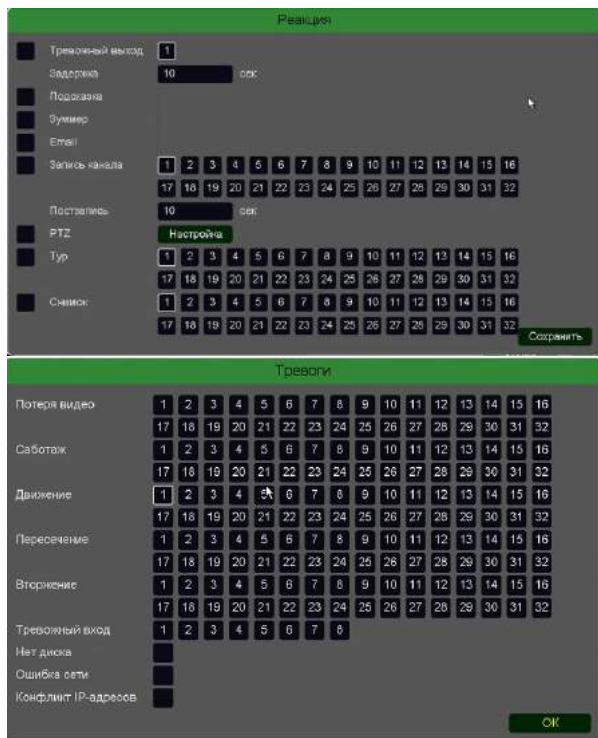 Реакция
Тревожный выход 1
Задержка 10 сек
Подсказка
Зуммер
Email
Запись канала 1 2 3 4 5 6 7 8 9 10 11 12 13 14 15 16
17 18 19 20 21 22 23 24 25 26 27 28 29 30 31 32
Постзапись 10 сек
PTZ Настройка
Тур 1 2 3 4 5 6 7 8 9 10 11 12 13 14 15 16
17 18 19 20 21 22 23 24 25 26 27 28 29 30 31 32
Снимок 1 2 3 4 5 6 7 8 9 10 11 12 13 14 15 16
17 18 19 20 21 22 23 24 25 26 27 28 29 30 31 32
Сохранить
Тревоги
Потеря видео 1 2 3 4 5 6 7 8 9 10 11 12 13 14 15 16
17 18 19 20 21 22 23 24 25 26 27 28 29 30 31 32
Саботаж 1 2 3 4 5 6 7 8 9 10 11 12 13 14 15 16
17 18 19 20 21 22 23 24 25 26 27 28 29 30 31 32
Движение 1 2 3 4 5 6 7 8 9 10 11 12 13 14 15 16
17 18 19 20 21 22 23 24 25 26 27 28 29 30 31 32
Пересечение 1 2 3 4 5 6 7 8 9 10 11 12 13 14 15 16
17 18 19 20 21 22 23 24 25 26 27 28 29 30 31 32
Вторжение 1 2 3 4 5 6 7 8 9 10 11 12 13 14 15 16
17 18 19 20 21 22 23 24 25 26 27 28 29 30 31 32
Тревожный вход 1 2 3 4 5 6 7 8
Нет диска
Ошибка сети
Конфликт IP-адресов
OK